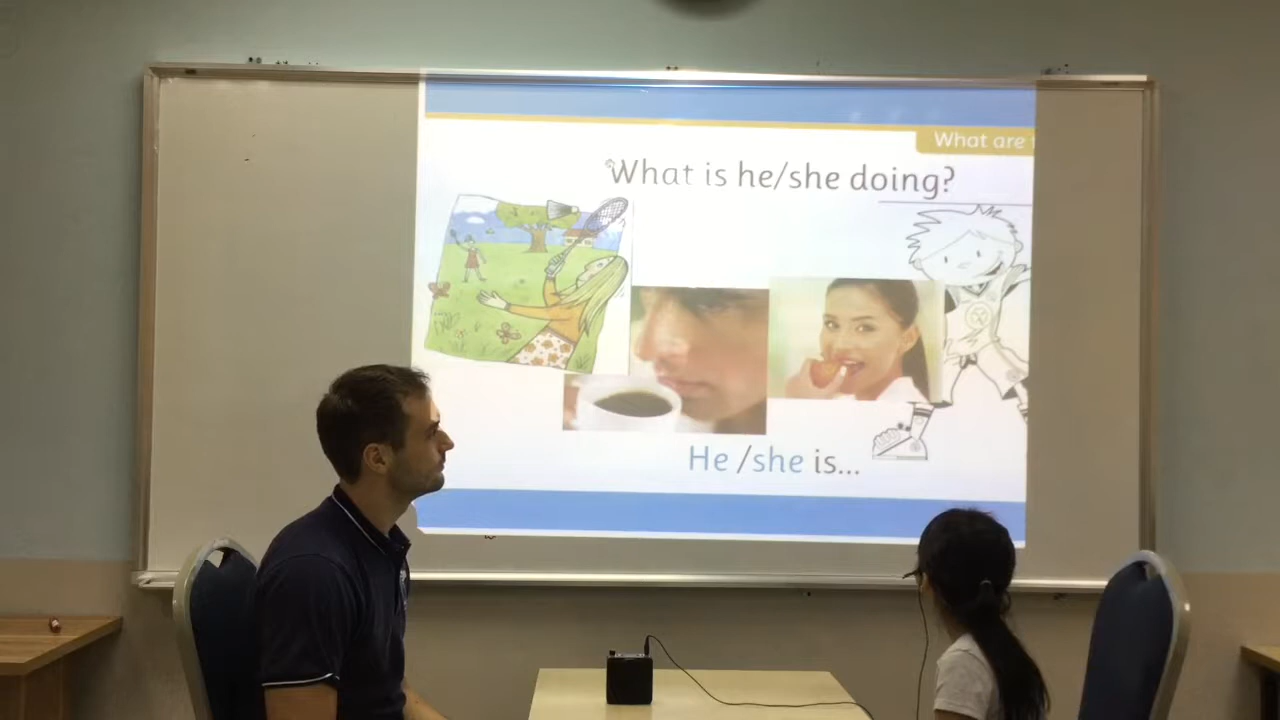 What are
What is he/she doing?
He /she is...